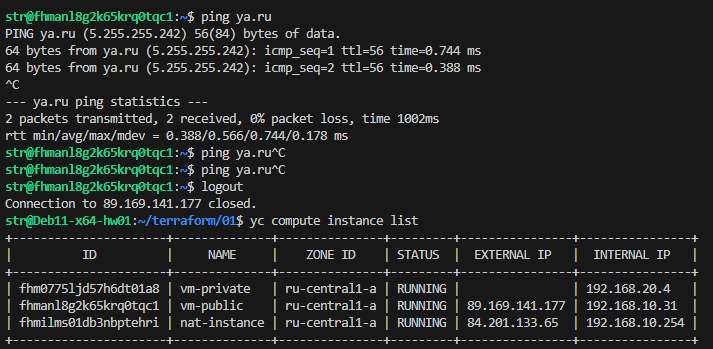 str@fhmanl8g2k65krq0tqc1:~$ ping ya.ru
PING ya.ru (5.255.255.242) 56(84) bytes of data.
64 bytes from ya.ru (5.255.255.242): icmp_seq=1 ttl=56 time=0.744 ms
64 bytes from ya.ru (5.255.255.242): icmp_seq=2 ttl=56 time=0.388 ms
^C
--- ya.ru ping statistics ---
2 packets transmitted, 2 received, 0% packet loss, time 1002ms
rtt min/avg/max/mdev = 0.388/0.566/0.744/0.178 ms
str@fhmanl8g2k65krq0tqc1:~$ ping ya.ru^C
str@fhmanl8g2k65krq0tqc1:~$ ping ya.ru^C
str@fhmanl8g2k65krq0tqc1:~$ logout
Connection to 89.169.141.177 closed.
str@Deb11-x64-hw01:~/terraform/01$ yc compute instance list
+----------------------+--------------+---------------+---------+----------------+----------------+
|          ID          |     NAME     |    ZONE ID    | STATUS  |  EXTERNAL IP   |  INTERNAL IP   |
+----------------------+--------------+---------------+---------+----------------+----------------+
| fhm0775ljd57h6dt01a8 | vm-private   | ru-central1-a | RUNNING |                | 192.168.20.4   |
| fhmanl8g2k65krq0tqc1 | vm-public    | ru-central1-a | RUNNING | 89.169.141.177 | 192.168.10.31  |
| fhmilms01db3nbptehri | nat-instance | ru-central1-a | RUNNING | 84.201.133.65  | 192.168.10.254 |
+----------------------+--------------+---------------+---------+----------------+----------------+